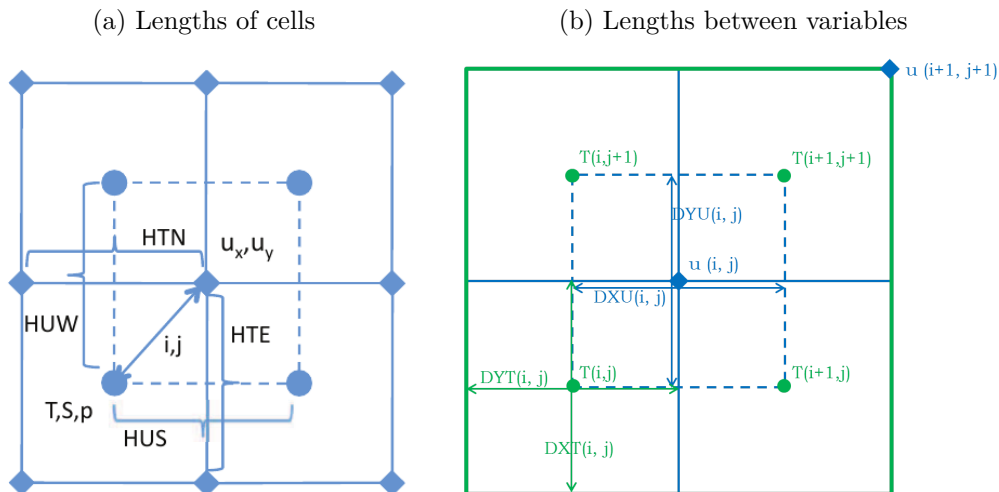 (a) Lengths of cells
HTN
uₓ,uᵧ
HUW
i,j
HTE
T,S,p
HUS
(b) Lengths between variables
u (i+1, j+1)
T(i,j+1)
T(i+1,j+1)
DYU(i, j)
u (i, j)
DXU(i, j)
DYT(i, j)
T(i,j)
T(i+1,j)
DXT(i, j)